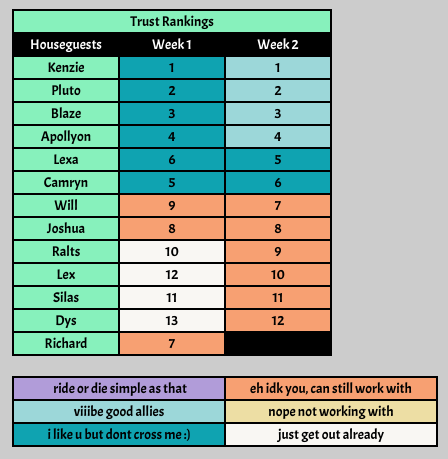 Trust Rankings
Houseguests Week 1 Week 2
Kenzie 1 1
Pluto 2 2
Blaze 3 3
Apollyon 4 4
Lexa 6 5
Camryn 5 6
Will 9 7
Joshua 8 8
Ralts 10 9
Lex 12 10
Silas 11 11
Dys 13 12
Richard 7
ride or die simple as that eh idk you, can still work with
viiibe good allies nope not working with
i like u but dont cross me :) just get out already